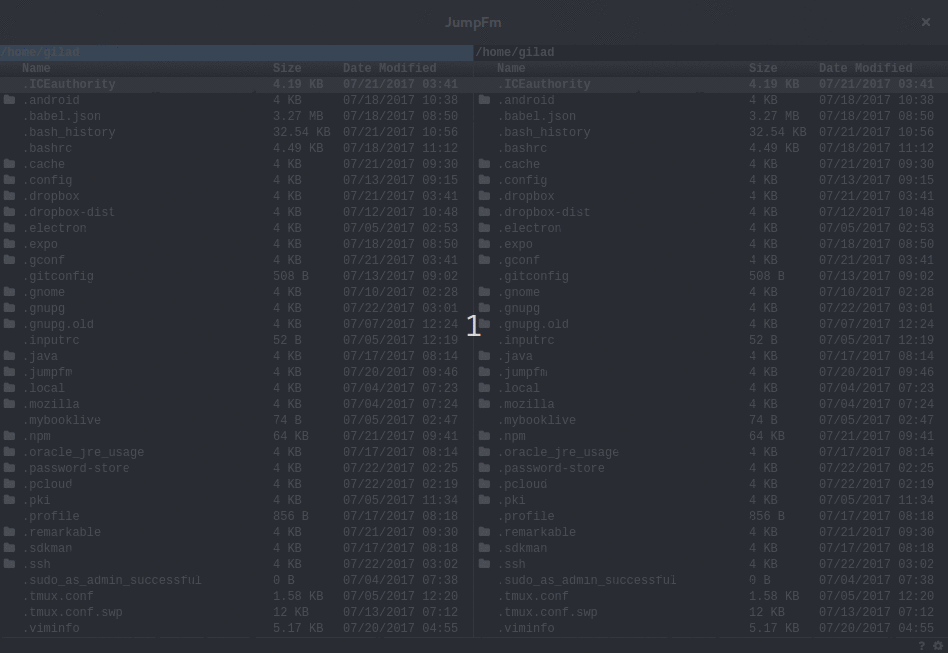 JumpFm ×
/home/gilad /home/gilad
Name Size Date Modified Name Size Date Modified
.ICEauthority 4.19 KB 07/21/2017 03:41 .ICEauthority 4.19 KB 07/21/2017 03:41
.android 4 KB 07/18/2017 10:38 .android 4 KB 07/18/2017 10:38
.babel.json 3.27 MB 07/18/2017 08:50 .babel.json 3.27 MB 07/18/2017 08:50
.bash_history 32.54 KB 07/21/2017 10:56 .bash_history 32.54 KB 07/21/2017 10:56
.bashrc 4.49 KB 07/18/2017 11:12 .bashrc 4.49 KB 07/18/2017 11:12
.cache 4 KB 07/21/2017 09:30 .cache 4 KB 07/21/2017 09:30
.config 4 KB 07/13/2017 09:15 .config 4 KB 07/13/2017 09:15
.dropbox 4 KB 07/21/2017 03:41 .dropbox 4 KB 07/21/2017 03:41
.dropbox-dist 4 KB 07/12/2017 10:48 .dropbox-dist 4 KB 07/12/2017 10:48
.electron 4 KB 07/05/2017 02:53 .electron 4 KB 07/05/2017 02:53
.expo 4 KB 07/18/2017 08:50 .expo 4 KB 07/18/2017 08:50
.gconf 4 KB 07/21/2017 03:41 .gconf 4 KB 07/21/2017 03:41
.gitconfig 508 B 07/13/2017 09:02 .gitconfig 508 B 07/13/2017 09:02
.gnome 4 KB 07/10/2017 02:28 .gnome 4 KB 07/10/2017 02:28
.gnupg 4 KB 07/22/2017 03:01 .gnupg 4 KB 07/22/2017 03:01
.gnupg.old 4 KB 07/07/2017 12:24 1 .gnupg.old 4 KB 07/07/2017 12:24
.inputrc 52 B 07/05/2017 12:19 .inputrc 52 B 07/05/2017 12:19
.java 4 KB 07/17/2017 08:14 .java 4 KB 07/17/2017 08:14
.jumpfm 4 KB 07/20/2017 09:46 .jumpfm 4 KB 07/20/2017 09:46
.local 4 KB 07/04/2017 07:23 .local 4 KB 07/04/2017 07:23
.mozilla 4 KB 07/04/2017 07:24 .mozilla 4 KB 07/04/2017 07:24
.mybooklive 74 B 07/05/2017 02:47 .mybooklive 74 B 07/05/2017 02:47
.npm 64 KB 07/21/2017 09:41 .npm 64 KB 07/21/2017 09:41
.oracle_jre_usage 4 KB 07/17/2017 08:14 .oracle_jre_usage 4 KB 07/17/2017 08:14
.password-store 4 KB 07/22/2017 02:25 .password-store 4 KB 07/22/2017 02:25
.pcloud 4 KB 07/22/2017 02:19 .pcloud 4 KB 07/22/2017 02:19
.pki 4 KB 07/05/2017 11:34 .pki 4 KB 07/05/2017 11:34
.profile 856 B 07/17/2017 08:18 .profile 856 B 07/17/2017 08:18
.remarkable 4 KB 07/21/2017 09:30 .remarkable 4 KB 07/21/2017 09:30
.sdkman 4 KB 07/17/2017 08:18 .sdkman 4 KB 07/17/2017 08:18
.ssh 4 KB 07/22/2017 03:02 .ssh 4 KB 07/22/2017 03:02
.sudo_as_admin_successful 0 B 07/04/2017 07:38 .sudo_as_admin_successful 0 B 07/04/2017 07:38
.tmux.conf 1.58 KB 07/05/2017 12:20 .tmux.conf 1.58 KB 07/05/2017 12:20
.tmux.conf.swp 12 KB 07/13/2017 07:12 .tmux.conf.swp 12 KB 07/13/2017 07:12
.viminfo 5.17 KB 07/20/2017 04:55 .viminfo 5.17 KB 07/20/2017 04:55
?